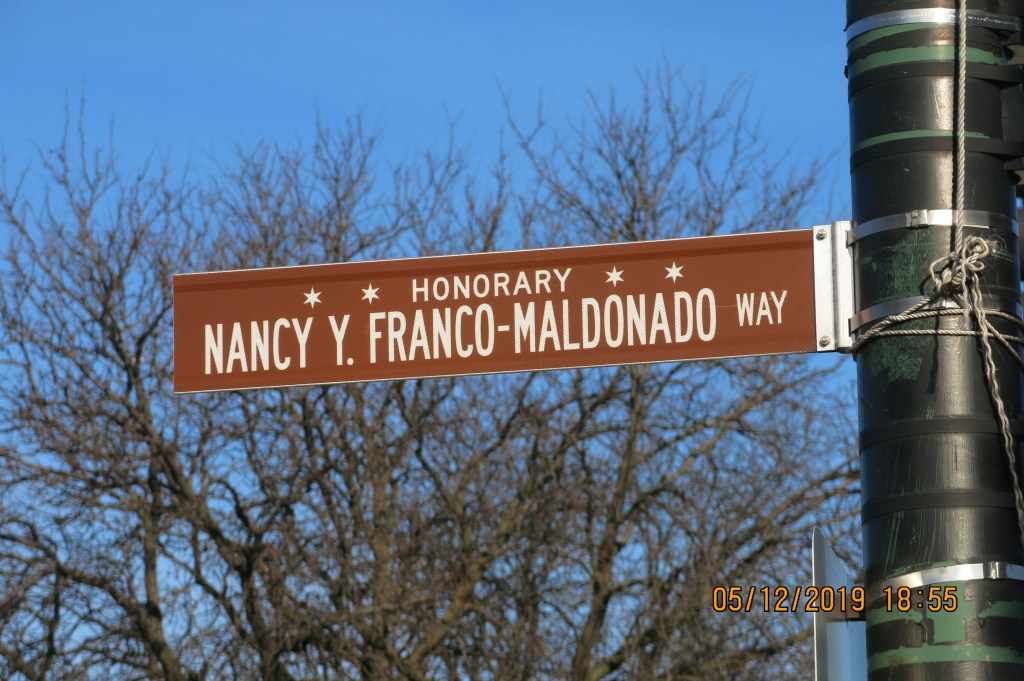 HONORARY
NANCY Y. FRANCO-MALDONADO WAY
05/12/2019 18:55